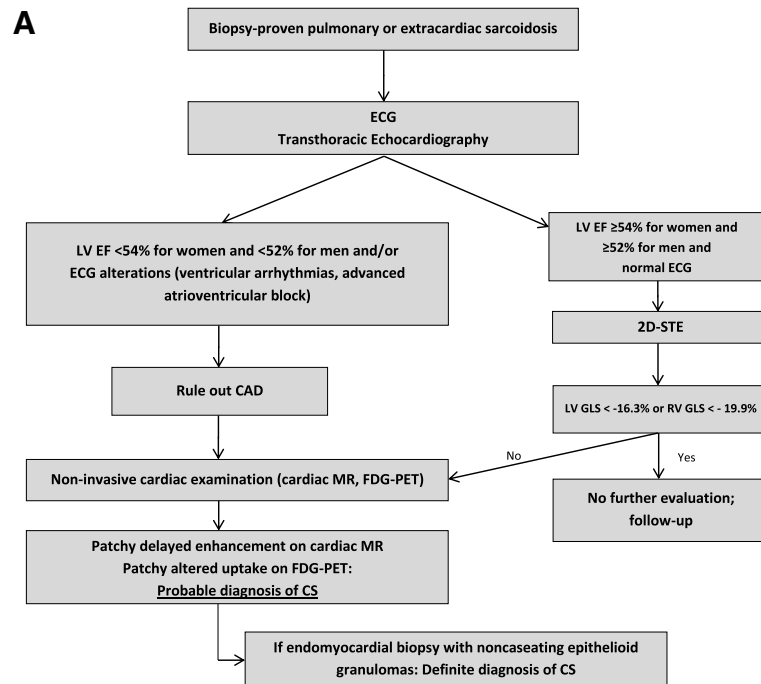 A
Biopsy-proven pulmonary or extracardiac sarcoidosis
ECG
Transthoracic Echocardiography
LV EF <54% for women and <52% for men and/or
ECG alterations (ventricular arrhythmias, advanced
atrioventricular block)
LV EF ≥54% for women and
≥52% for men and
normal ECG
2D-STE
Rule out CAD
LV GLS < -16.3% or RV GLS < - 19.9%
No
Yes
Non-invasive cardiac examination (cardiac MR, FDG-PET)
No further evaluation;
follow-up
Patchy delayed enhancement on cardiac MR
Patchy altered uptake on FDG-PET:
Probable diagnosis of CS
If endomyocardial biopsy with noncaseating epithelioid
granulomas: Definite diagnosis of CS